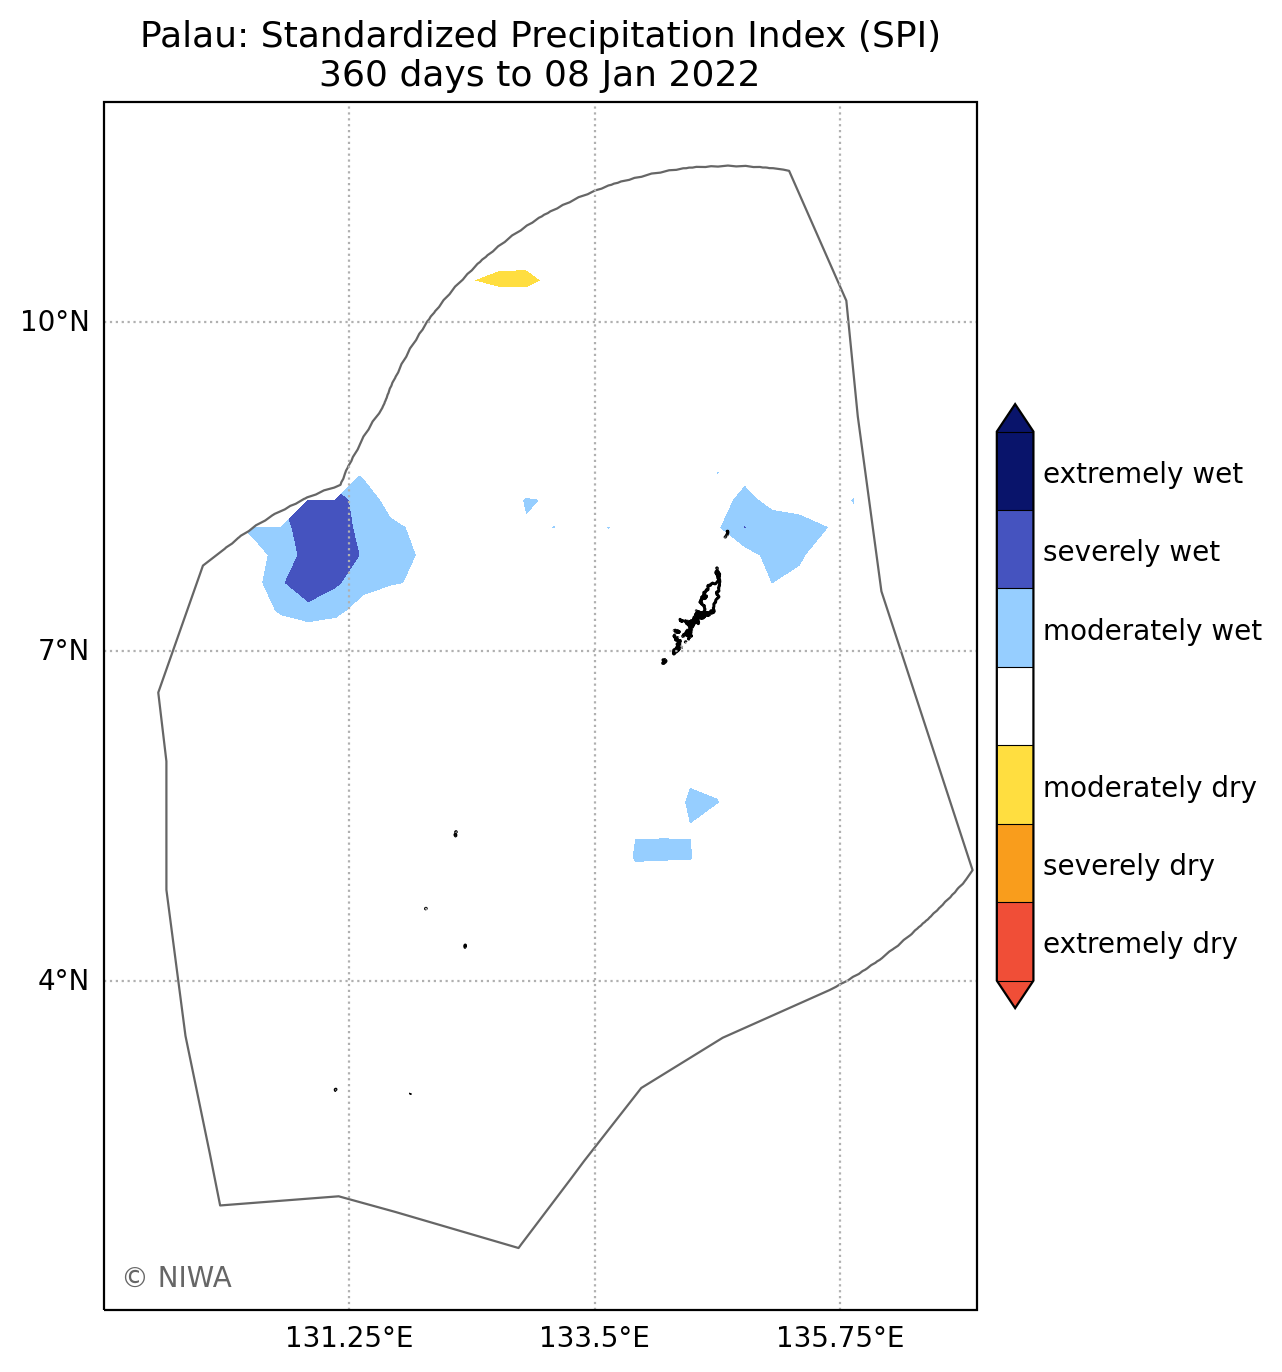 Palau: Standardized Precipitation Index (SPI)
360 days to 08 Jan 2022
10°N
7°N
4°N
131.25°E
133.5°E
135.75°E
extremely wet
severely wet
moderately wet
moderately dry
severely dry
extremely dry
© NIWA